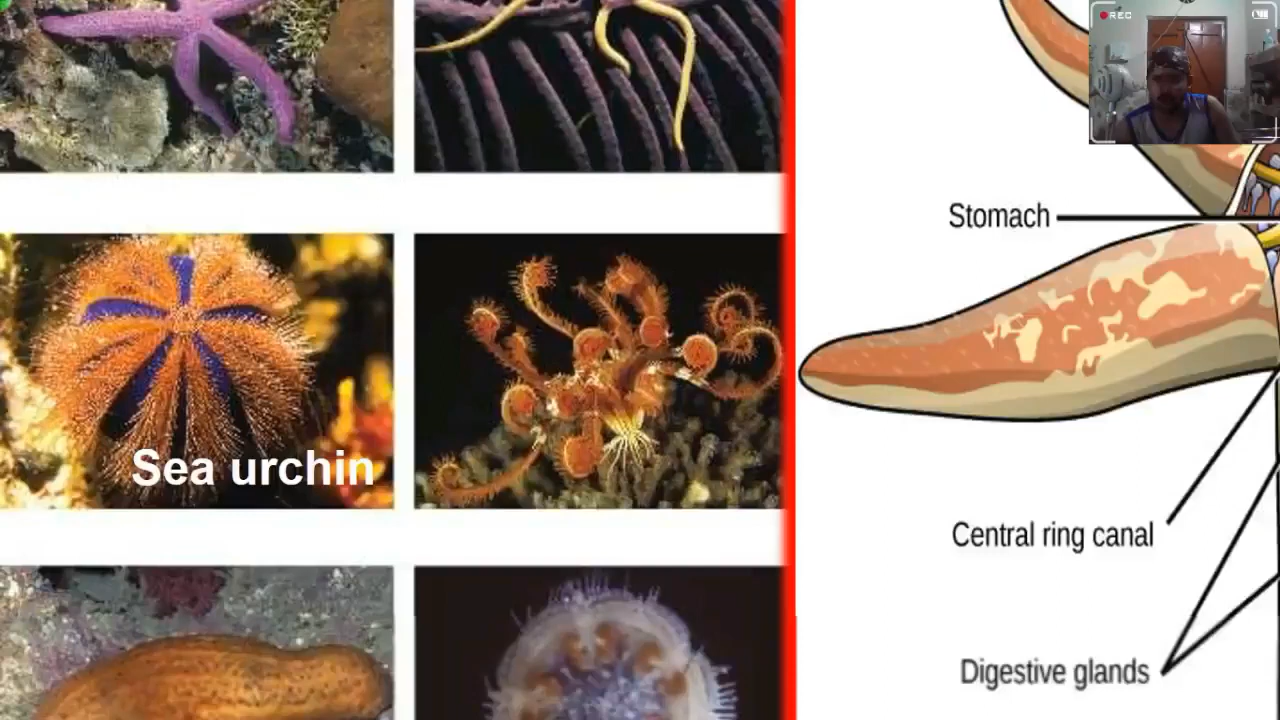 REC
Stomach
Sea urchin
Central ring canal
Digestive glands